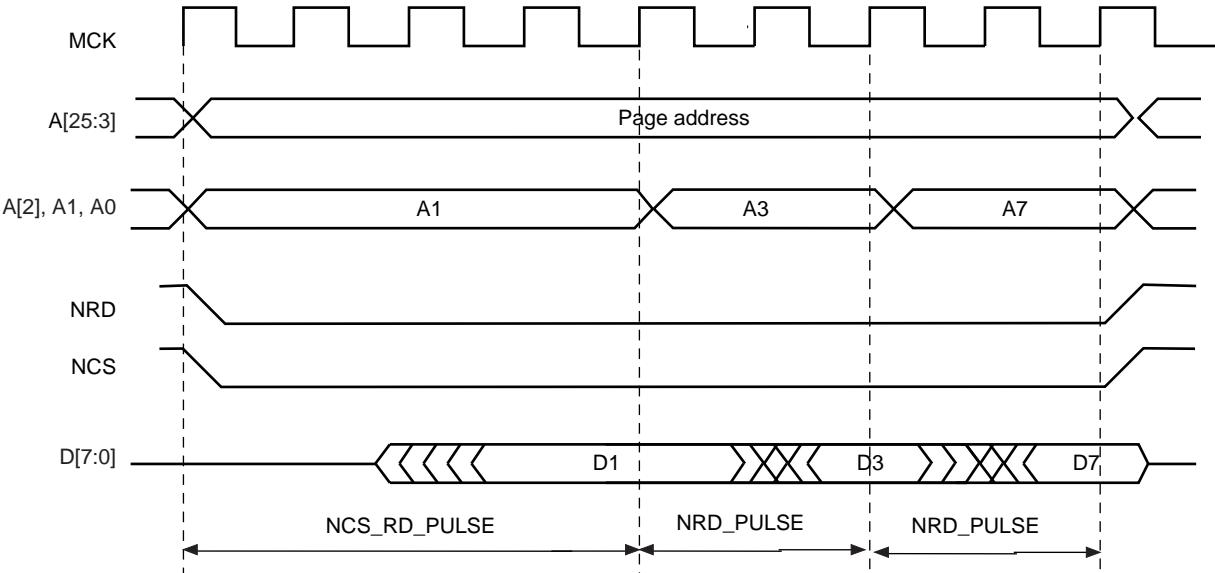 MCK
A[25:3]
Page address
A[2], A1, A0
A1
A3
A7
NRD
NCS
D[7:0]
D1
D3
D7
NCS_RD_PULSE
NRD_PULSE
NRD_PULSE